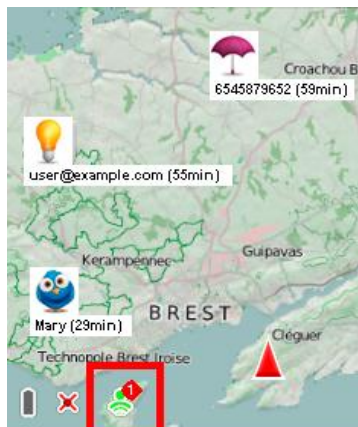 Croachou B
6545879652 (59min)
user@example.com (55min)
Kerampennec
Guipavas
Mary (29min)
BREST
Cléguer
Technopole Brest Iroise
1